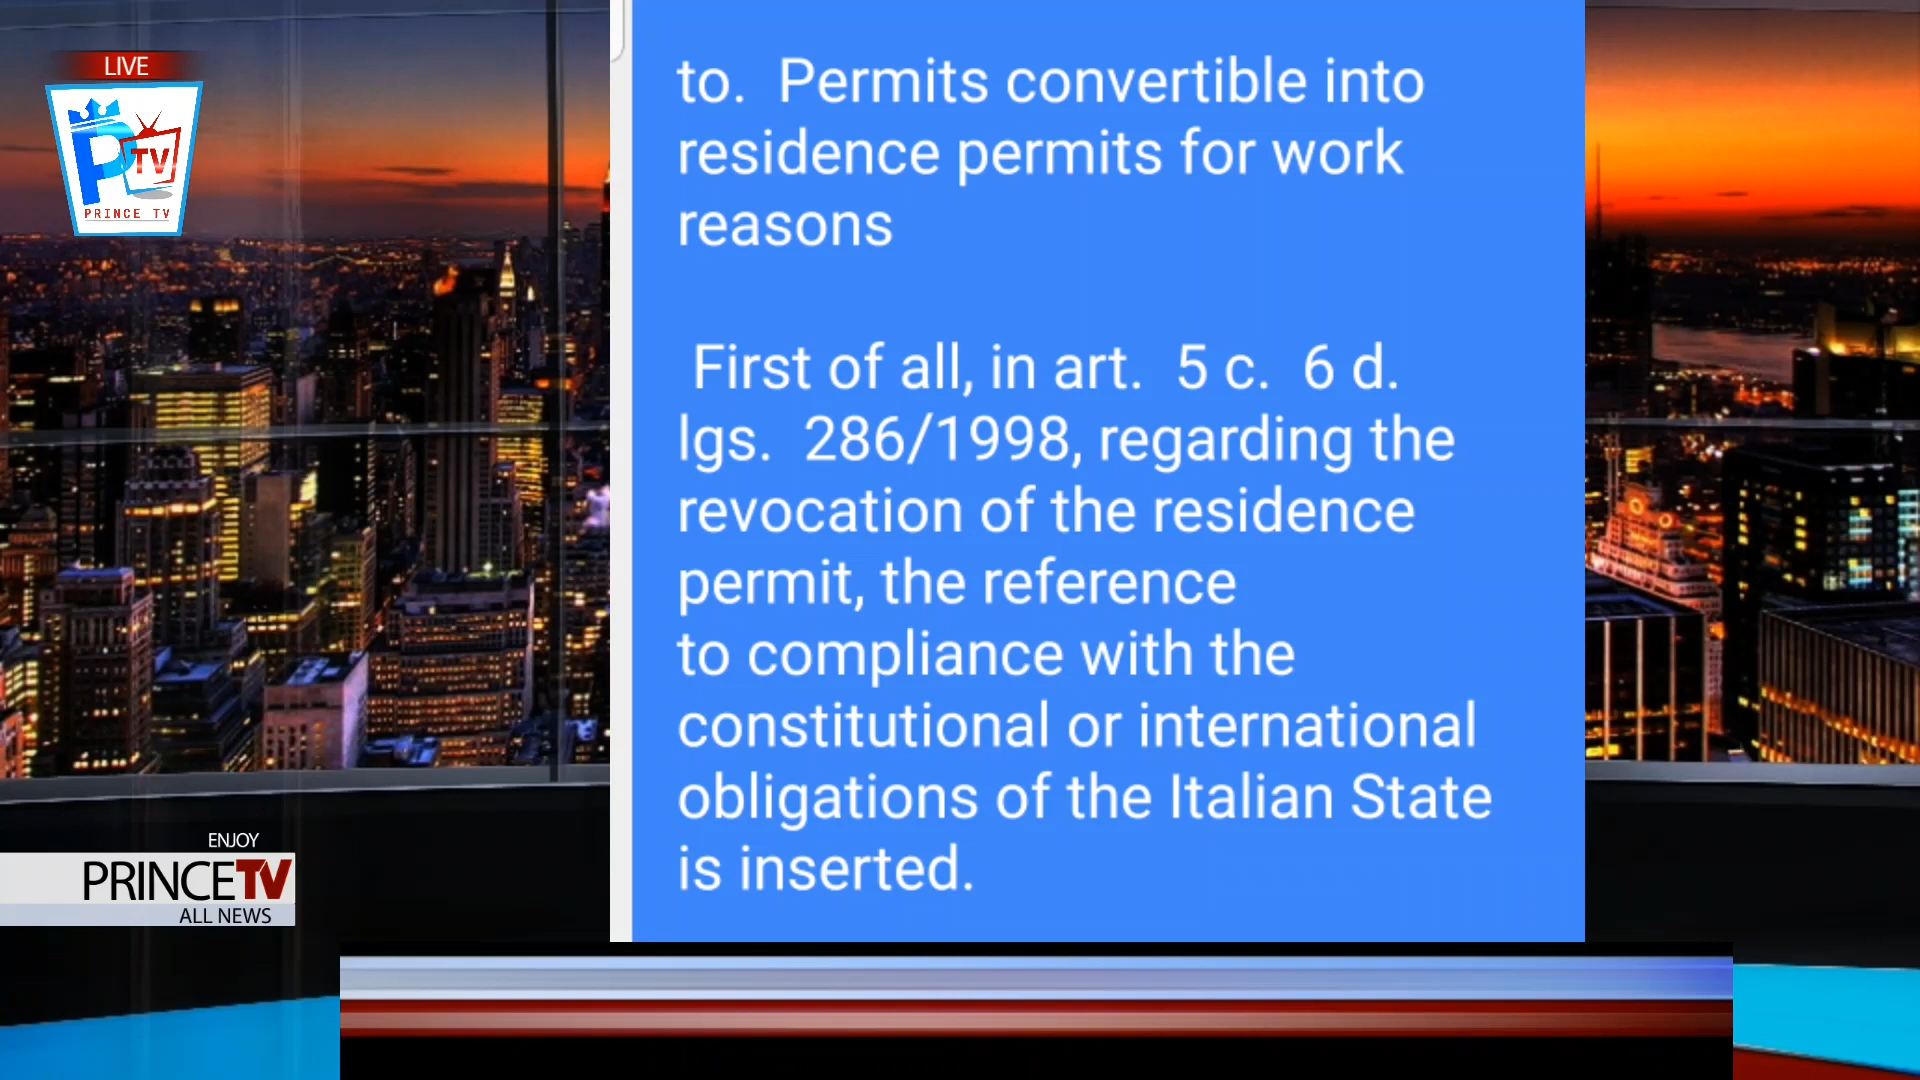 LIVE
P
TV
PRINCE TV
to.  Permits convertible into
residence permits for work
reasons
First of all, in art.  5 c.  6 d.
lgs.  286/1998, regarding the
revocation of the residence
permit, the reference
to compliance with the
constitutional or international
obligations of the Italian State
is inserted.
ENJOY
PRINCETV
ALL NEWS